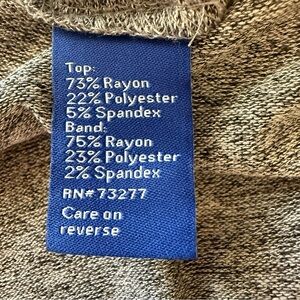 Top:
73% Rayon
22% Polyester
5% Spandex
Band:
75% Rayon
23% Polyester
2% Spandex
RN# 73277
Care on
reverse